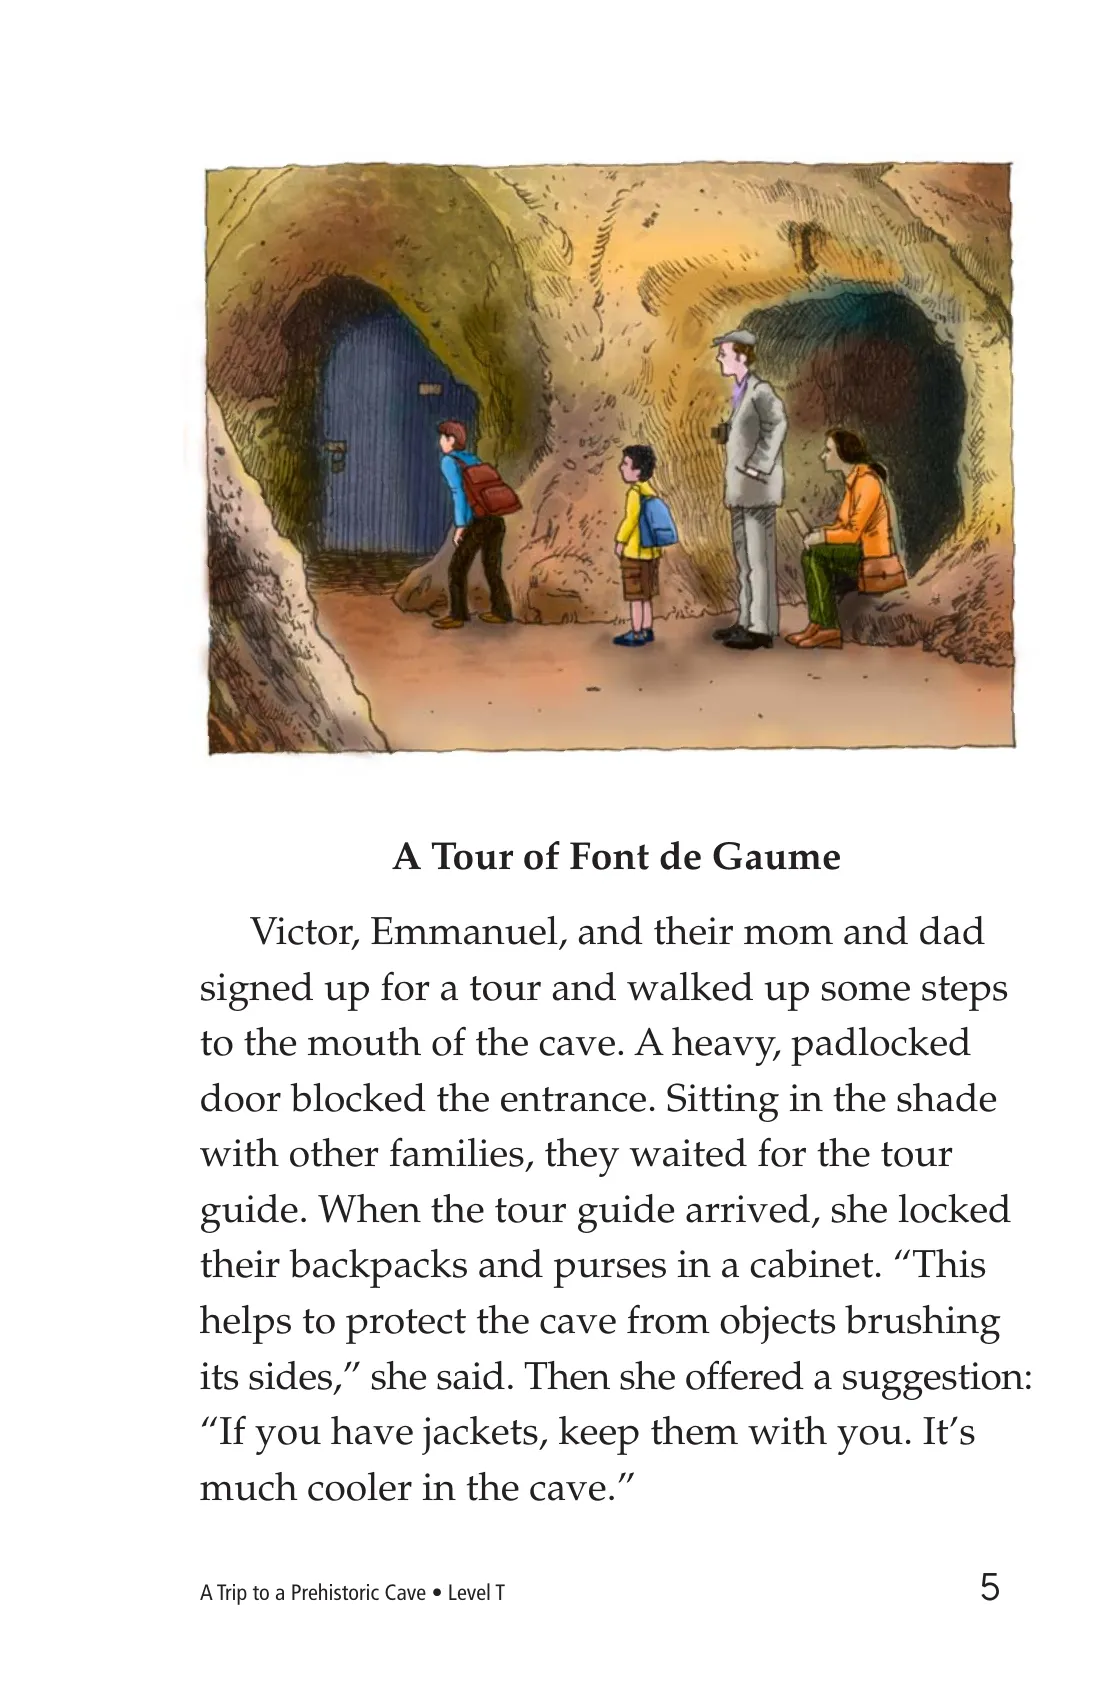 A Tour of Font de Gaume
Victor, Emmanuel, and their mom and dad
signed up for a tour and walked up some steps
to the mouth of the cave. A heavy, padlocked
door blocked the entrance. Sitting in the shade
with other families, they waited for the tour
guide. When the tour guide arrived, she locked
their backpacks and purses in a cabinet. “This
helps to protect the cave from objects brushing
its sides,” she said. Then she offered a suggestion:
“If you have jackets, keep them with you. It’s
much cooler in the cave.”
A Trip to a Prehistoric Cave • Level T 5